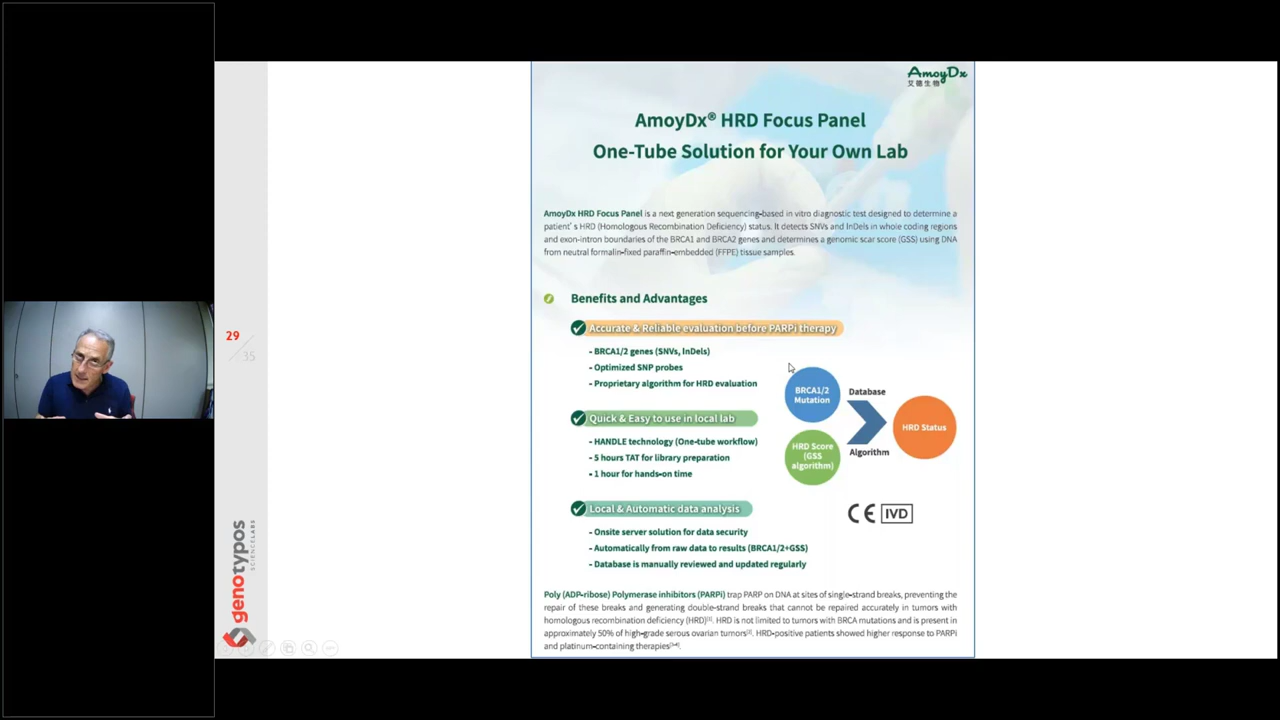 AmoyDx
艾德生物
AmoyDx® HRD Focus Panel
One-Tube Solution for Your Own Lab
AmoyDx HRD Focus Panel is a next generation sequencing-based in vitro diagnostic test designed to determine a
patient's HRD (Homologous Recombination Deficiency) status. It detects SNVs and InDels in whole coding regions
and exon-intron boundaries of the BRCA1 and BRCA2 genes and determines a genomic scar score (GSS) using DNA
from neutral formalin-fixed paraffin-embedded (FFPE) tissue samples.
Benefits and Advantages
Accurate & Reliable evaluation before PARPi therapy
- BRCA1/2 genes (SNVs, InDels)
- Optimized SNP probes
- Proprietary algorithm for HRD evaluation
Quick & Easy to use in local lab
- HANDLE technology (One-tube workflow)
- 5 hours TAT for library preparation
- 1 hour for hands-on time
Local & Automatic data analysis
- Onsite server solution for data security
- Automatically from raw data to results (BRCA1/2+GSS)
- Database is manually reviewed and updated regularly
BRCA1/2
Mutation
HRD Score
(GSS
algorithm)
Database
Algorithm
HRD Status
CE IVD
Poly (ADP-ribose) Polymerase inhibitors (PARPi) trap PARP on DNA at sites of single-strand breaks, preventing the
repair of these breaks and generating double-strand breaks that cannot be repaired accurately in tumors with
homologous recombination deficiency (HRD)[1]. HRD is not limited to tumors with BRCA mutations and is present in
approximately 50% of high-grade serous ovarian tumors[2]. HRD-positive patients showed higher response to PARPi
and platinum-containing therapies[3-4].
29
35
genotypos
SCIENCELABS